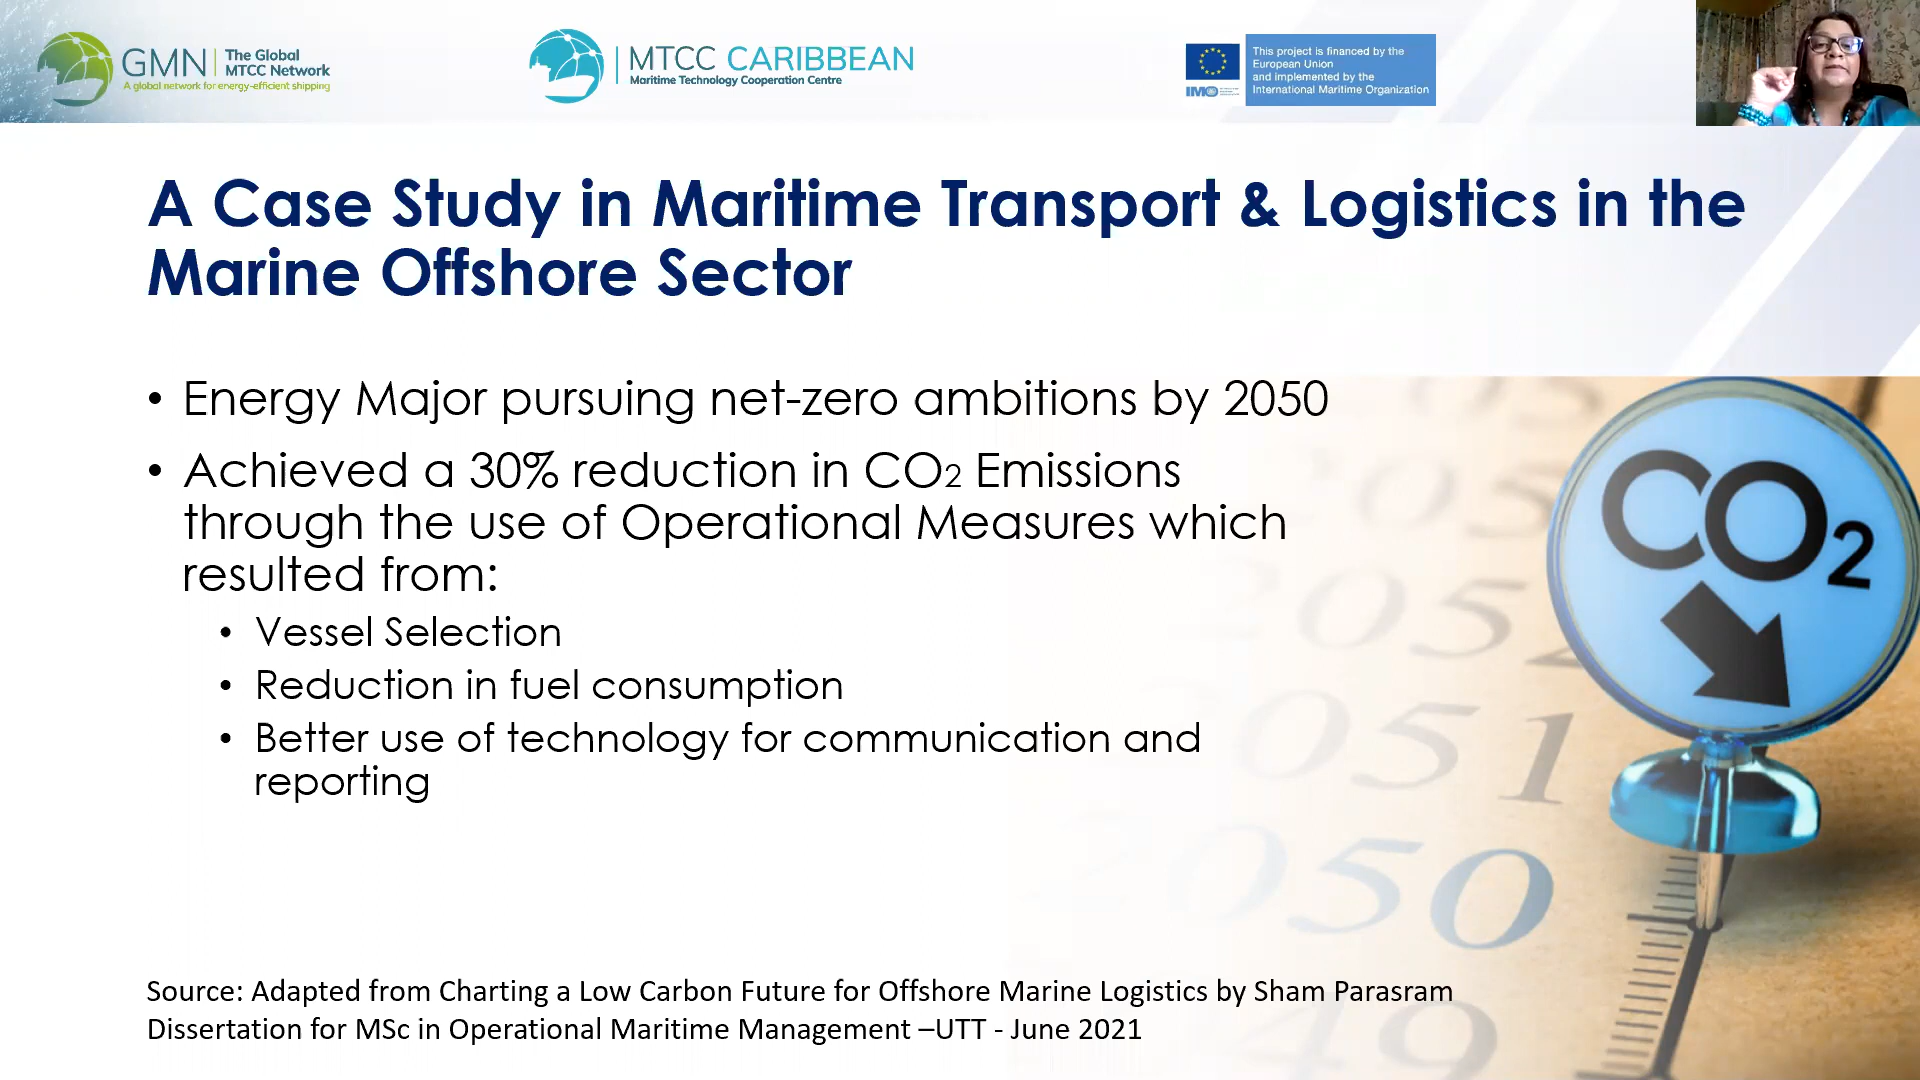 GMN
The Global
MTCC Network
A global network for energy-efficient shipping
MTCC CARIBBEAN
Maritime Technology Cooperation Centre
IMO
This project is financed by the
European Union
and implemented by the
International Maritime Organization
A Case Study in Maritime Transport & Logistics in the
Marine Offshore Sector
• Energy Major pursuing net-zero ambitions by 2050
• Achieved a 30% reduction in CO2 Emissions
through the use of Operational Measures which
resulted from:
• Vessel Selection
• Reduction in fuel consumption
• Better use of technology for communication and
reporting
CO2
2052
2051
2050
49
Source: Adapted from Charting a Low Carbon Future for Offshore Marine Logistics by Sham Parasram
Dissertation for MSc in Operational Maritime Management –UTT - June 2021